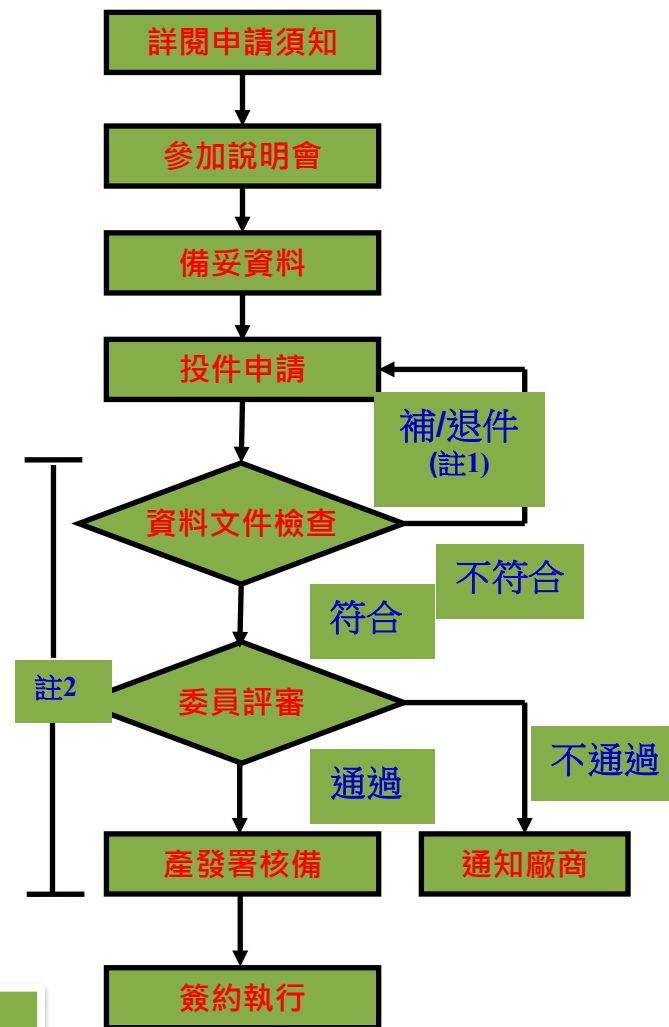 詳閱申請須知
參加說明會
備妥資料
投件申請
補/退件
(註1)
資料文件檢查
不符合
符合
註2
委員評審
不通過
通過
產發署核備
通知廠商
簽約執行